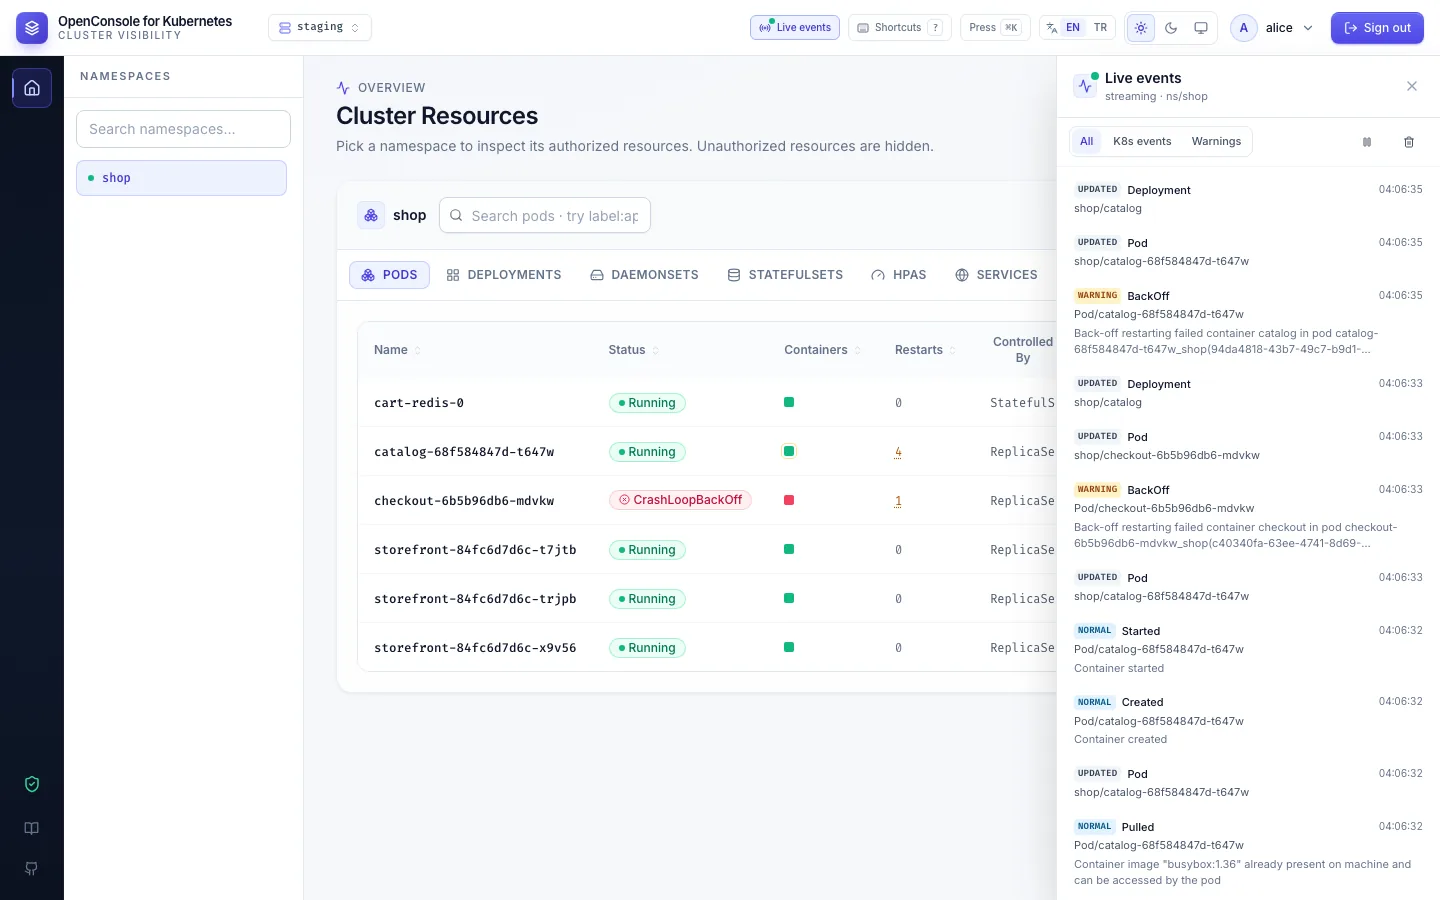 OpenConsole for Kubernetes
CLUSTER VISIBILITY
staging
Live events
Shortcuts ?
Press ⌘K
EN TR
A alice
Sign out
NAMESPACES
Search namespaces...
shop
OVERVIEW
Cluster Resources
Pick a namespace to inspect its authorized resources. Unauthorized resources are hidden.
shop
Search pods · try label:ap
PODS DEPLOYMENTS DAEMONSETS STATEFULSETS HPAS SERVICES
Name Status Containers Restarts Controlled By
cart-redis-0 Running 0 StatefulS
catalog-68f584847d-t647w Running 4 ReplicaSe
checkout-6b5b96db6-mdvkw CrashLoopBackOff 1 ReplicaSe
storefront-84fc6d7d6c-t7jtb Running 0 ReplicaSe
storefront-84fc6d7d6c-trjpb Running 0 ReplicaSe
storefront-84fc6d7d6c-x9v56 Running 0 ReplicaSe
Live events
streaming · ns/shop
All K8s events Warnings
UPDATED Deployment 04:06:35
shop/catalog
UPDATED Pod 04:06:35
shop/catalog-68f584847d-t647w
WARNING BackOff 04:06:35
Pod/catalog-68f584847d-t647w
Back-off restarting failed container catalog in pod catalog-
68f584847d-t647w_shop(94da4818-43b7-49c7-b9d1-...
UPDATED Deployment 04:06:33
shop/catalog
UPDATED Pod 04:06:33
shop/checkout-6b5b96db6-mdvkw
WARNING BackOff 04:06:33
Pod/checkout-6b5b96db6-mdvkw
Back-off restarting failed container checkout in pod checkout-
6b5b96db6-mdvkw_shop(c40340fa-63ee-4741-8d69-...
UPDATED Pod 04:06:33
shop/catalog-68f584847d-t647w
NORMAL Started 04:06:32
Pod/catalog-68f584847d-t647w
Container started
NORMAL Created 04:06:32
Pod/catalog-68f584847d-t647w
Container created
UPDATED Pod 04:06:32
shop/catalog-68f584847d-t647w
NORMAL Pulled 04:06:32
Pod/catalog-68f584847d-t647w
Container image "busybox:1.36" already present on machine and
can be accessed by the pod